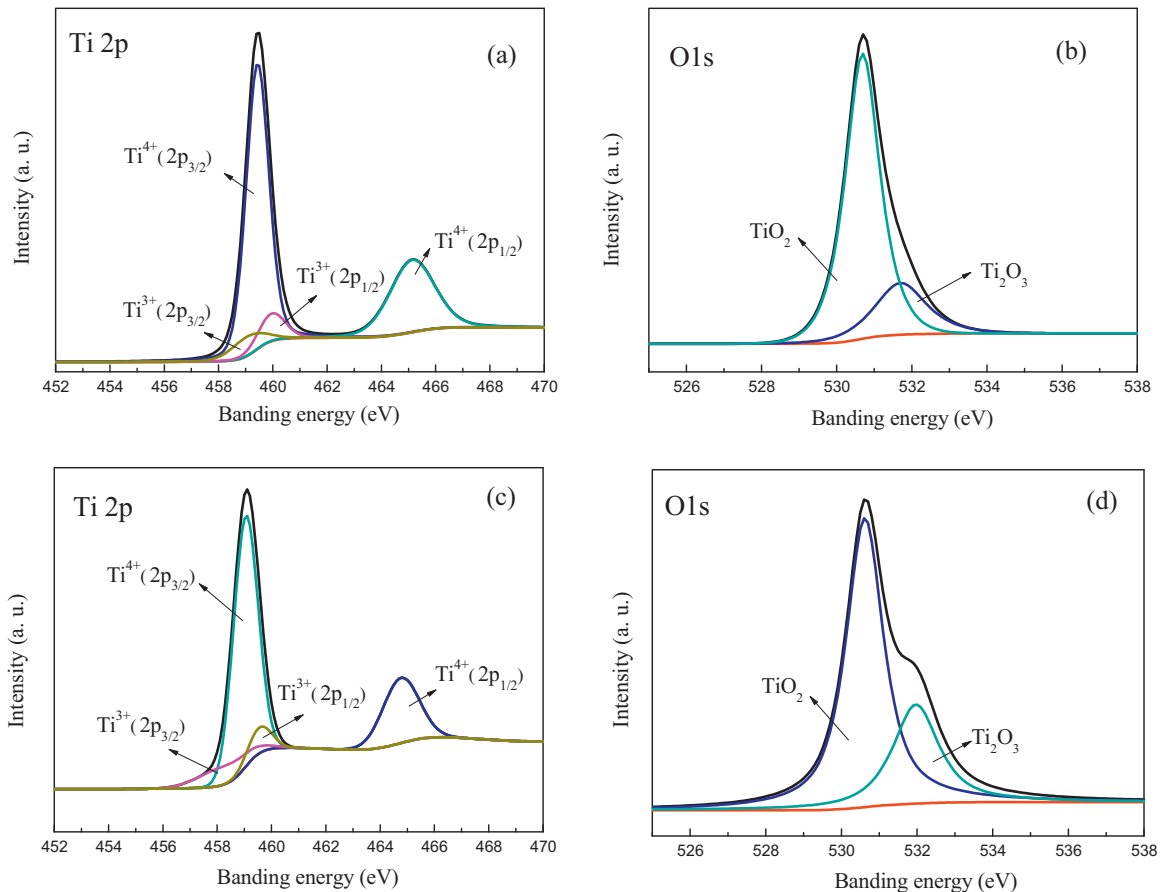 Ti 2p
(a)
Ti⁴⁺(2p₃/₂)
Ti⁴⁺(2p₁/₂)
Ti³⁺(2p₁/₂)
Ti³⁺(2p₃/₂)
Intensity (a. u.)
452 454 456 458 460 462 464 466 468 470
Banding energy (eV)
O1s
(b)
TiO₂
Ti₂O₃
Intensity (a. u.)
526 528 530 532 534 536 538
Banding energy (eV)
Ti 2p
(c)
Ti⁴⁺(2p₃/₂)
Ti³⁺(2p₁/₂)
Ti⁴⁺(2p₁/₂)
Ti³⁺(2p₃/₂)
Intensity (a. u.)
452 454 456 458 460 462 464 466 468 470
Banding energy (eV)
O1s
(d)
TiO₂
Ti₂O₃
Intensity (a. u.)
526 528 530 532 534 536 538
Banding energy (eV)